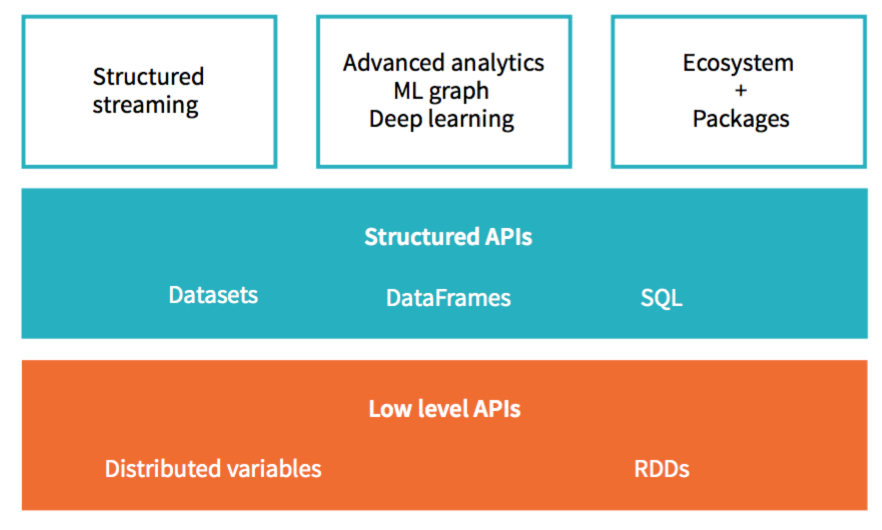 Structured
streaming
Advanced analytics
ML graph
Deep learning
Ecosystem
+
Packages
Structured APIs
Datasets
DataFrames
SQL
Low level APIs
Distributed variables
RDDs